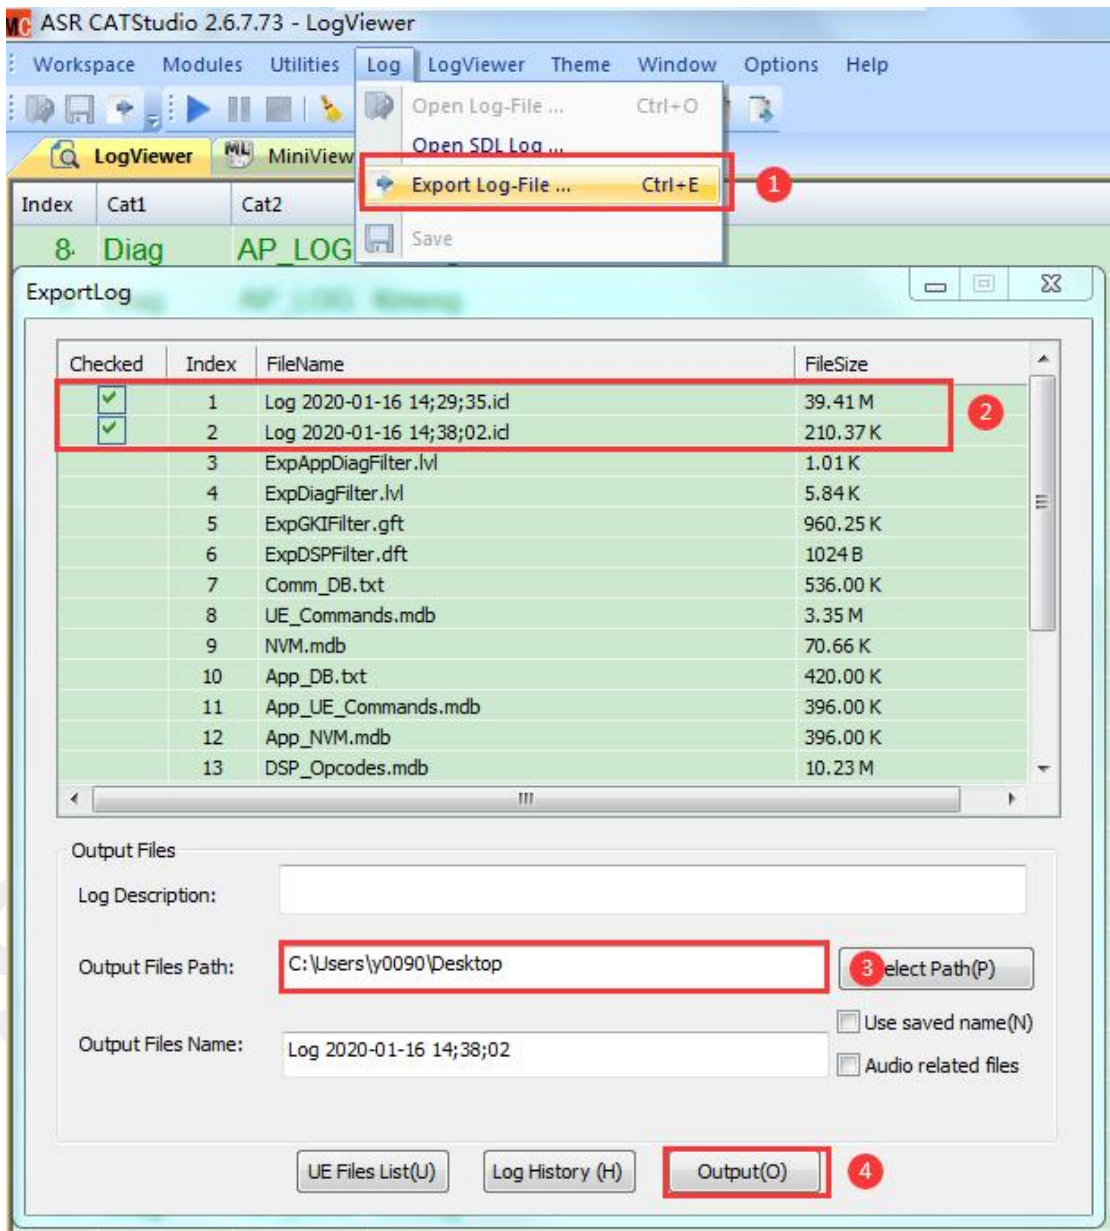 MC ASR CATStudio 2.6.7.73 - LogViewer
Workspace Modules Utilities Log LogViewer Theme Window Options Help
Open Log-File ... Ctrl+O
Open SDL Log ...
LogViewer MiniView
Export Log-File ... Ctrl+E 1
Index Cat1 Cat2
Save
8 Diag AP_LOG
ExportLog
Checked Index FileName FileSize
1 Log 2020-01-16 14;29;35.icl 39.41 M
2
2 Log 2020-01-16 14;38;02.icl 210.37 K
3 ExpAppDiagFilter.lvl 1.01 K
4 ExpDiagFilter.lvl 5.84 K
5 ExpGKIFilter.gft 960.25 K
6 ExpDSPFilter.dft 1024 B
7 Comm_DB.txt 536.00 K
8 UE_Commands.mdb 3.35 M
9 NVM.mdb 70.66 K
10 App_DB.txt 420.00 K
11 App_UE_Commands.mdb 396.00 K
12 App_NVM.mdb 396.00 K
13 DSP_Opcodes.mdb 10.23 M
Output Files
Log Description:
Output Files Path: C:\Users\y0090\Desktop 3 elect Path(P)
Use saved name(N)
Output Files Name: Log 2020-01-16 14;38;02
Audio related files
UE Files List(U) Log History (H) Output(O) 4